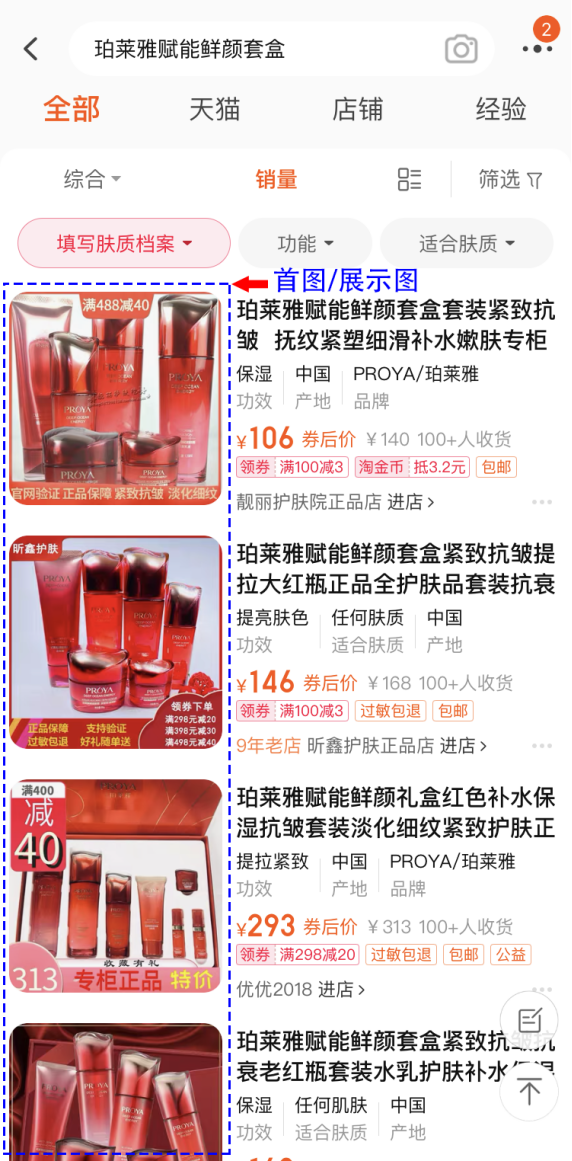 珀莱雅赋能鲜颜套盒
2
全部 天猫 店铺 经验
综合 销量 筛选
填写肤质档案 功能 适合肤质
首图/展示图
满488减40
PROYA
PROYA
PROYA
PROYA
PROYA
官网验证 正品保障 紧致抗皱 淡化细纹
珀莱雅赋能鲜颜套盒套装紧致抗
皱 抚纹紧塑细滑补水嫩肤专柜
保湿 中国 PROYA/珀莱雅
功效 产地 品牌
¥106 券后价 ¥140 100+人收货
领券 满100减3 淘金币 抵3.2元 包邮
靓丽护肤院正品店 进店
昕鑫护肤
PROYA
PROYA
PROYA
PROYA
领券下单
满298元减20
满398元减30
满498元减40
正品保障 支持验证
过敏包退 好礼随单送
珀莱雅赋能鲜颜套盒紧致抗皱提
拉大红瓶正品全护肤品套装抗衰
提亮肤色 任何肤质 中国
功效 适合肤质 产地
¥146 券后价 ¥168 100+人收货
领券 满100减3 过敏包退 包邮
9年老店 昕鑫护肤正品店 进店
满400
减
40
收藏有礼
313 专柜正品 特价
珀莱雅赋能鲜颜礼盒红色补水保
湿抗皱套装淡化细纹紧致护肤正
提拉紧致 中国 PROYA/珀莱雅
功效 产地 品牌
¥293 券后价 ¥313 100+人收货
领券 满298减20 过敏包退 包邮 公益
优优2018 进店
PROYA
PROYA
PROYA
珀莱雅赋能鲜颜套盒紧致抗皱抗
衰老红瓶套装水乳护肤补水保湿
保湿 任何肌肤 中国
功效 适合肤质 产地